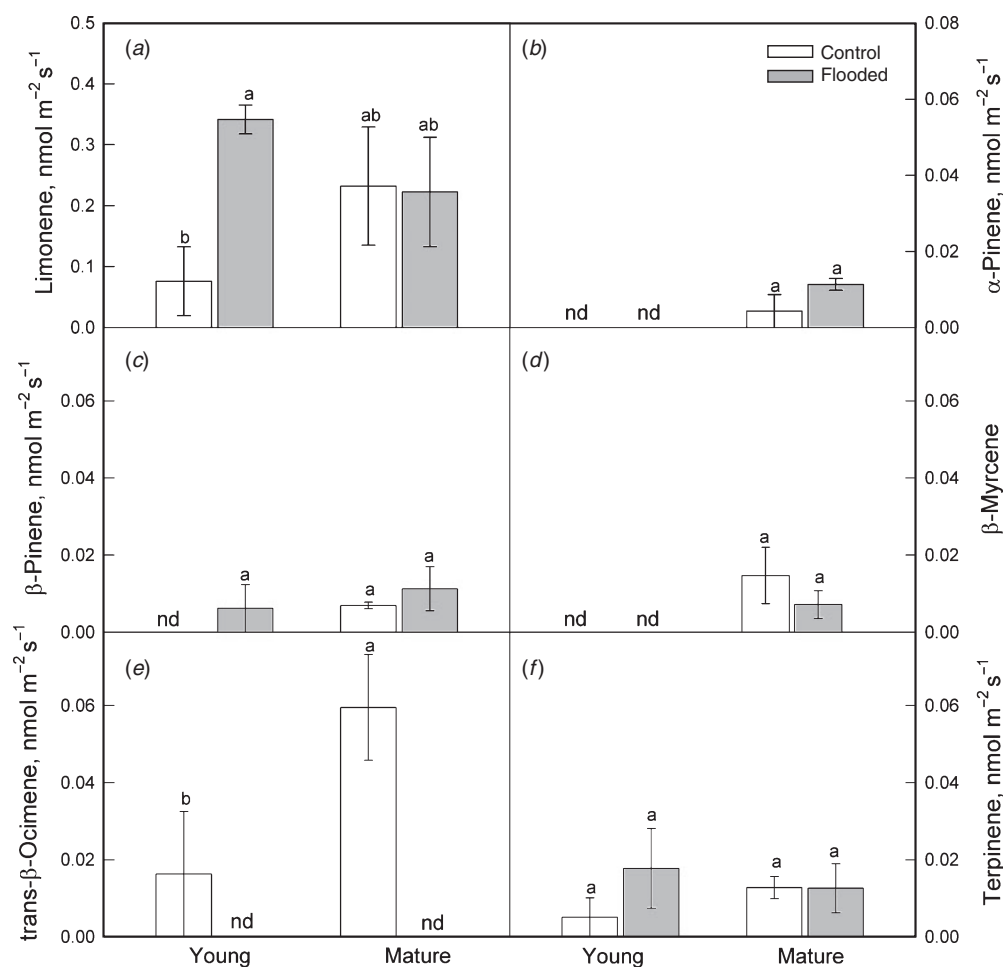 (a)
0.5
0.4
0.3
0.2
0.1
0.0
Limonene, nmol m−2 s−1
b
a
ab
ab
(b)
Control
Flooded
0.08
0.06
0.04
0.02
0.00
α-Pinene, nmol m−2 s−1
nd
nd
a
a
(c)
0.06
0.04
0.02
0.00
β-Pinene, nmol m−2 s−1
nd
a
a
a
(d)
0.06
0.04
0.02
0.00
β-Myrcene
nd
nd
a
a
(e)
0.06
0.04
0.02
0.00
trans-β-Ocimene, nmol m−2 s−1
b
nd
a
nd
Young
Mature
(f)
0.06
0.04
0.02
0.00
Terpinene, nmol m−2 s−1
a
a
a
a
Young
Mature